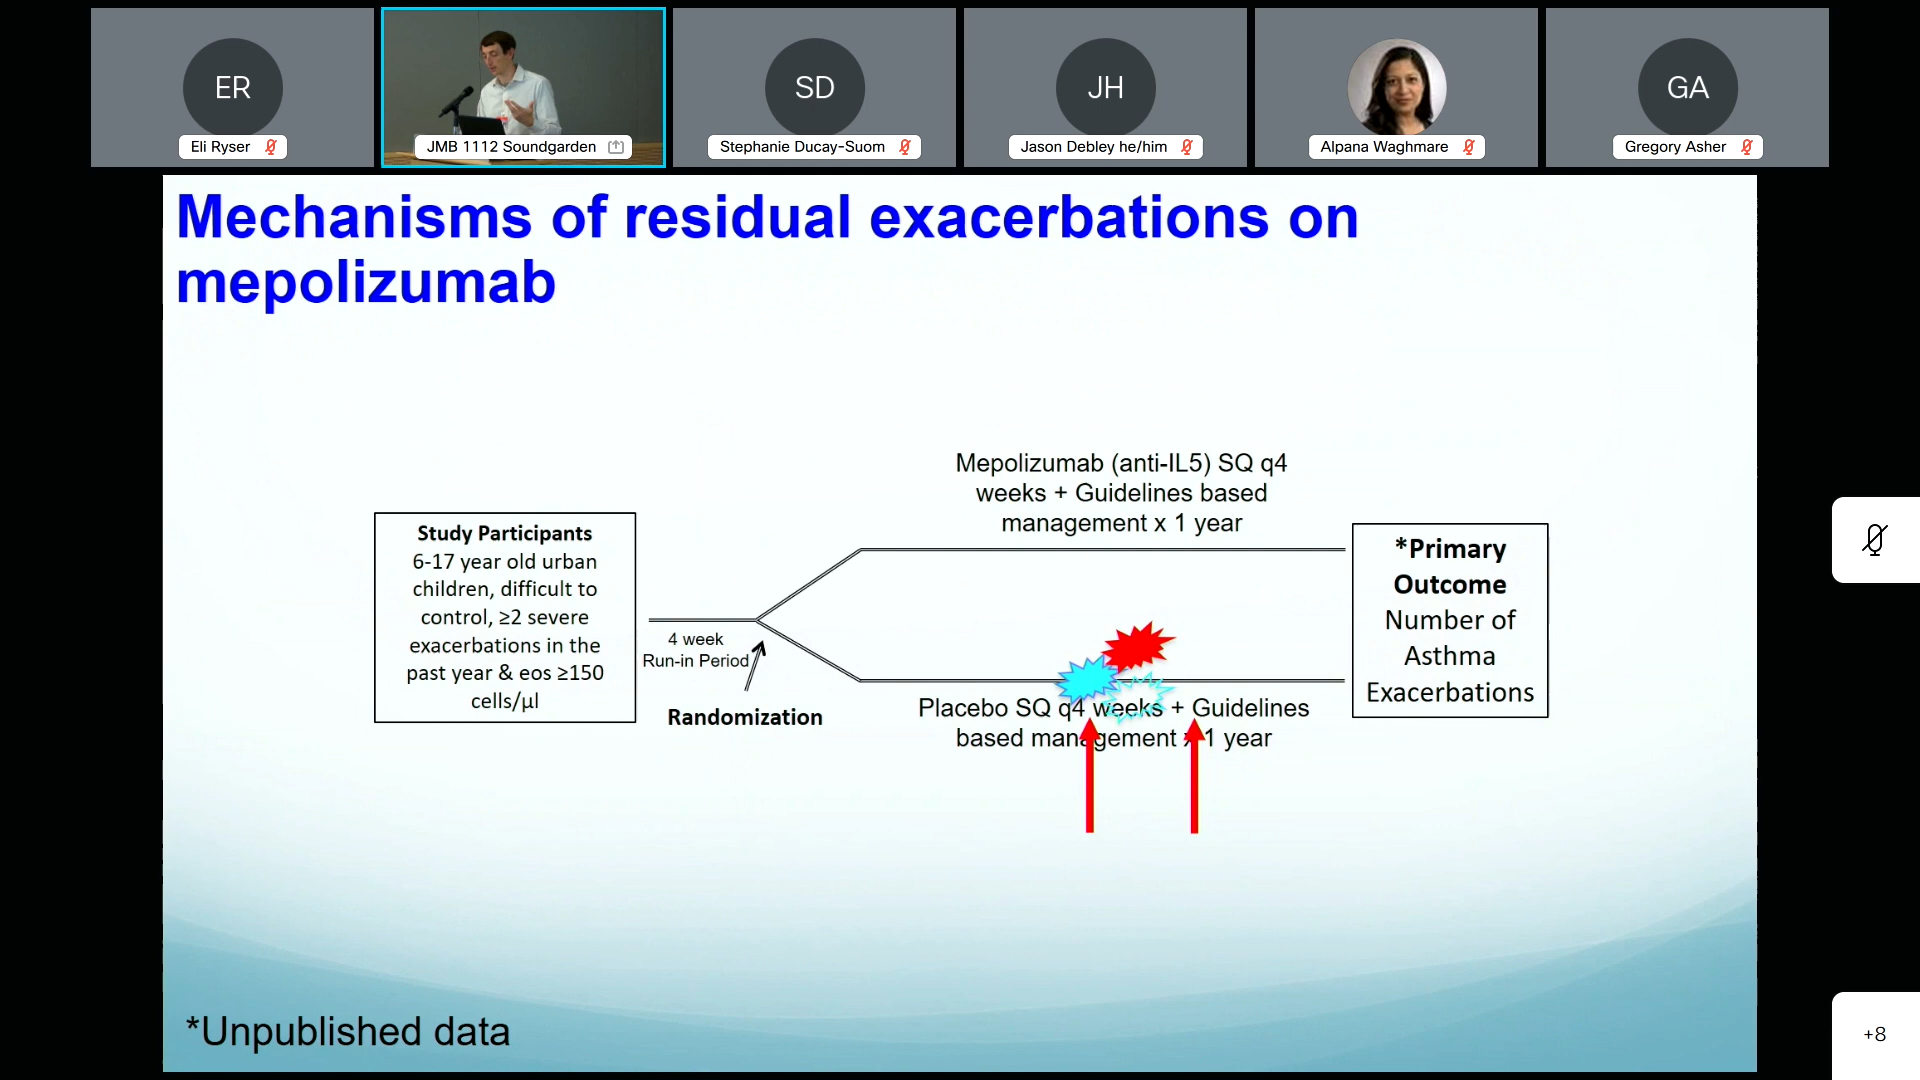 ER
SD
JH
GA
Eli Ryser
JMB 1112 Soundgarden
Stephanie Ducay-Suom
Jason Debley he/him
Alpana Waghmare
Gregory Asher
Mechanisms of residual exacerbations on
mepolizumab
Study Participants
6-17 year old urban
children, difficult to
control, ≥2 severe
exacerbations in the
past year & eos ≥150
cells/μl
4 week
Run-in Period
Randomization
Mepolizumab (anti-IL5) SQ q4
weeks + Guidelines based
management x 1 year
Placebo SQ q4 weeks + Guidelines
based management x 1 year
*Primary
Outcome
Number of
Asthma
Exacerbations
*Unpublished data
+8